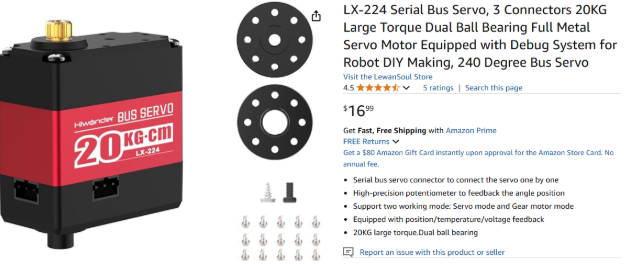 Hiwonder BUS SERVO
20 KG·cm
LX-224
LX-224 Serial Bus Servo, 3 Connectors 20KG
Large Torque Dual Ball Bearing Full Metal
Servo Motor Equipped with Debug System for
Robot DIY Making, 240 Degree Bus Servo
Visit the LewanSoul Store
4.5 5 ratings | Search this page
$16⁹⁹
Get Fast, Free Shipping with Amazon Prime
FREE Returns
Get a $80 Amazon Gift Card instantly upon approval for the Amazon Store Card. No
annual fee.
• Serial bus servo connector to connect the servo one by one
• High-precision potentiometer to feedback the angle position
• Support two working mode: Servo mode and Gear motor mode
• Equipped with position/temperature/voltage feedback
• 20KG large torque.Dual ball bearing
Report an issue with this product or seller